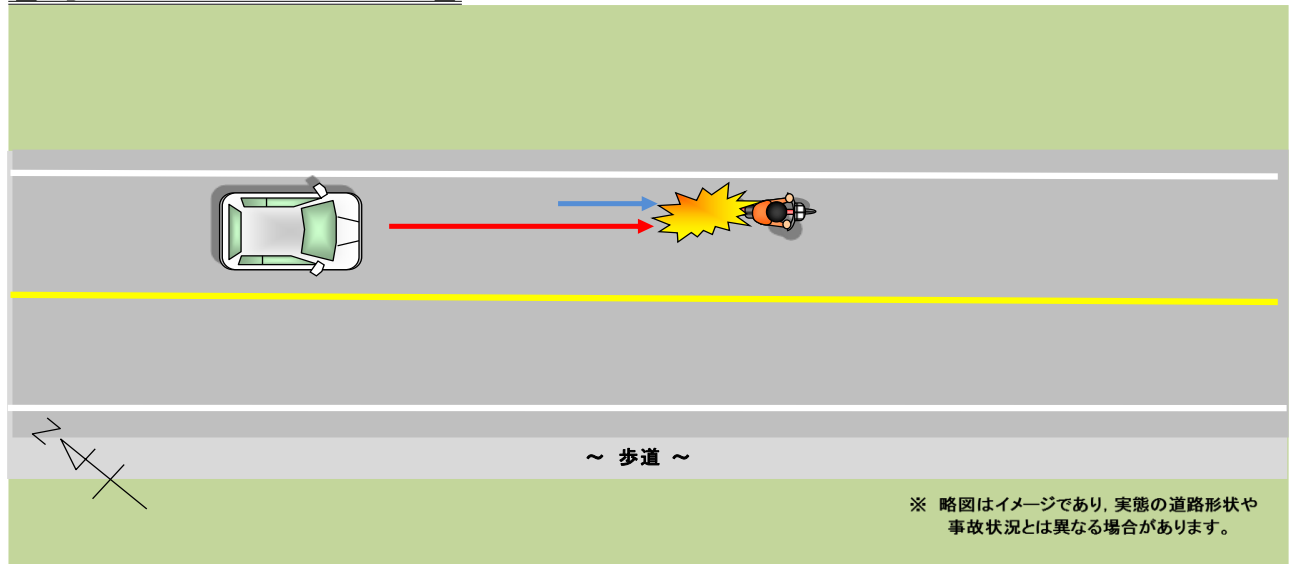 ～ 歩道 ～
※ 略図はイメージであり，実態の道路形状や
事故状況とは異なる場合があります。